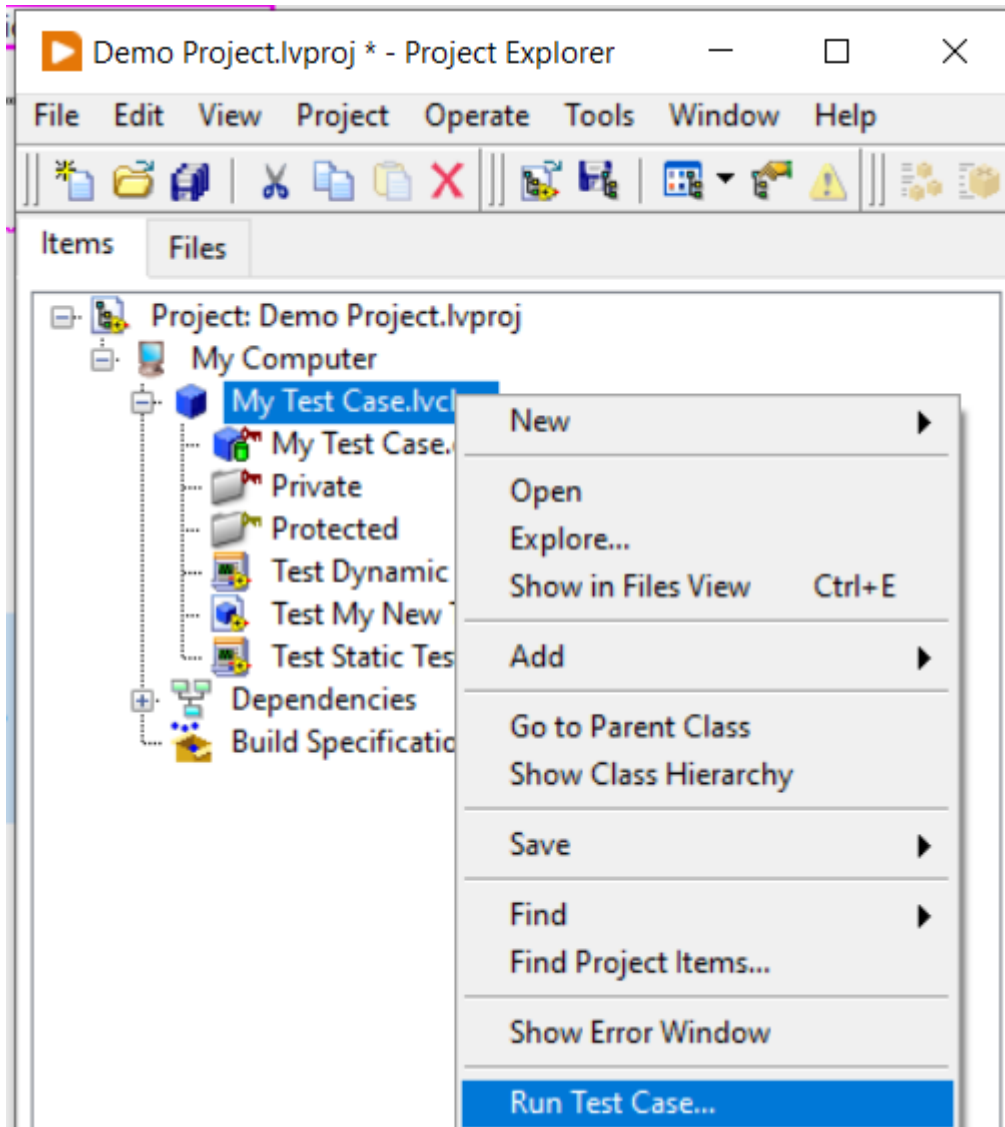 Demo Project.lvproj * - Project Explorer
File Edit View Project Operate Tools Window Help
Items Files
Project: Demo Project.lvproj
My Computer
My Test Case.lvcl
My Test Case.
Private
Protected
Test Dynamic
Test My New
Test Static Tes
Dependencies
Build Specificatio
New
Open
Explore...
Show in Files View Ctrl+E
Add
Go to Parent Class
Show Class Hierarchy
Save
Find
Find Project Items...
Show Error Window
Run Test Case...